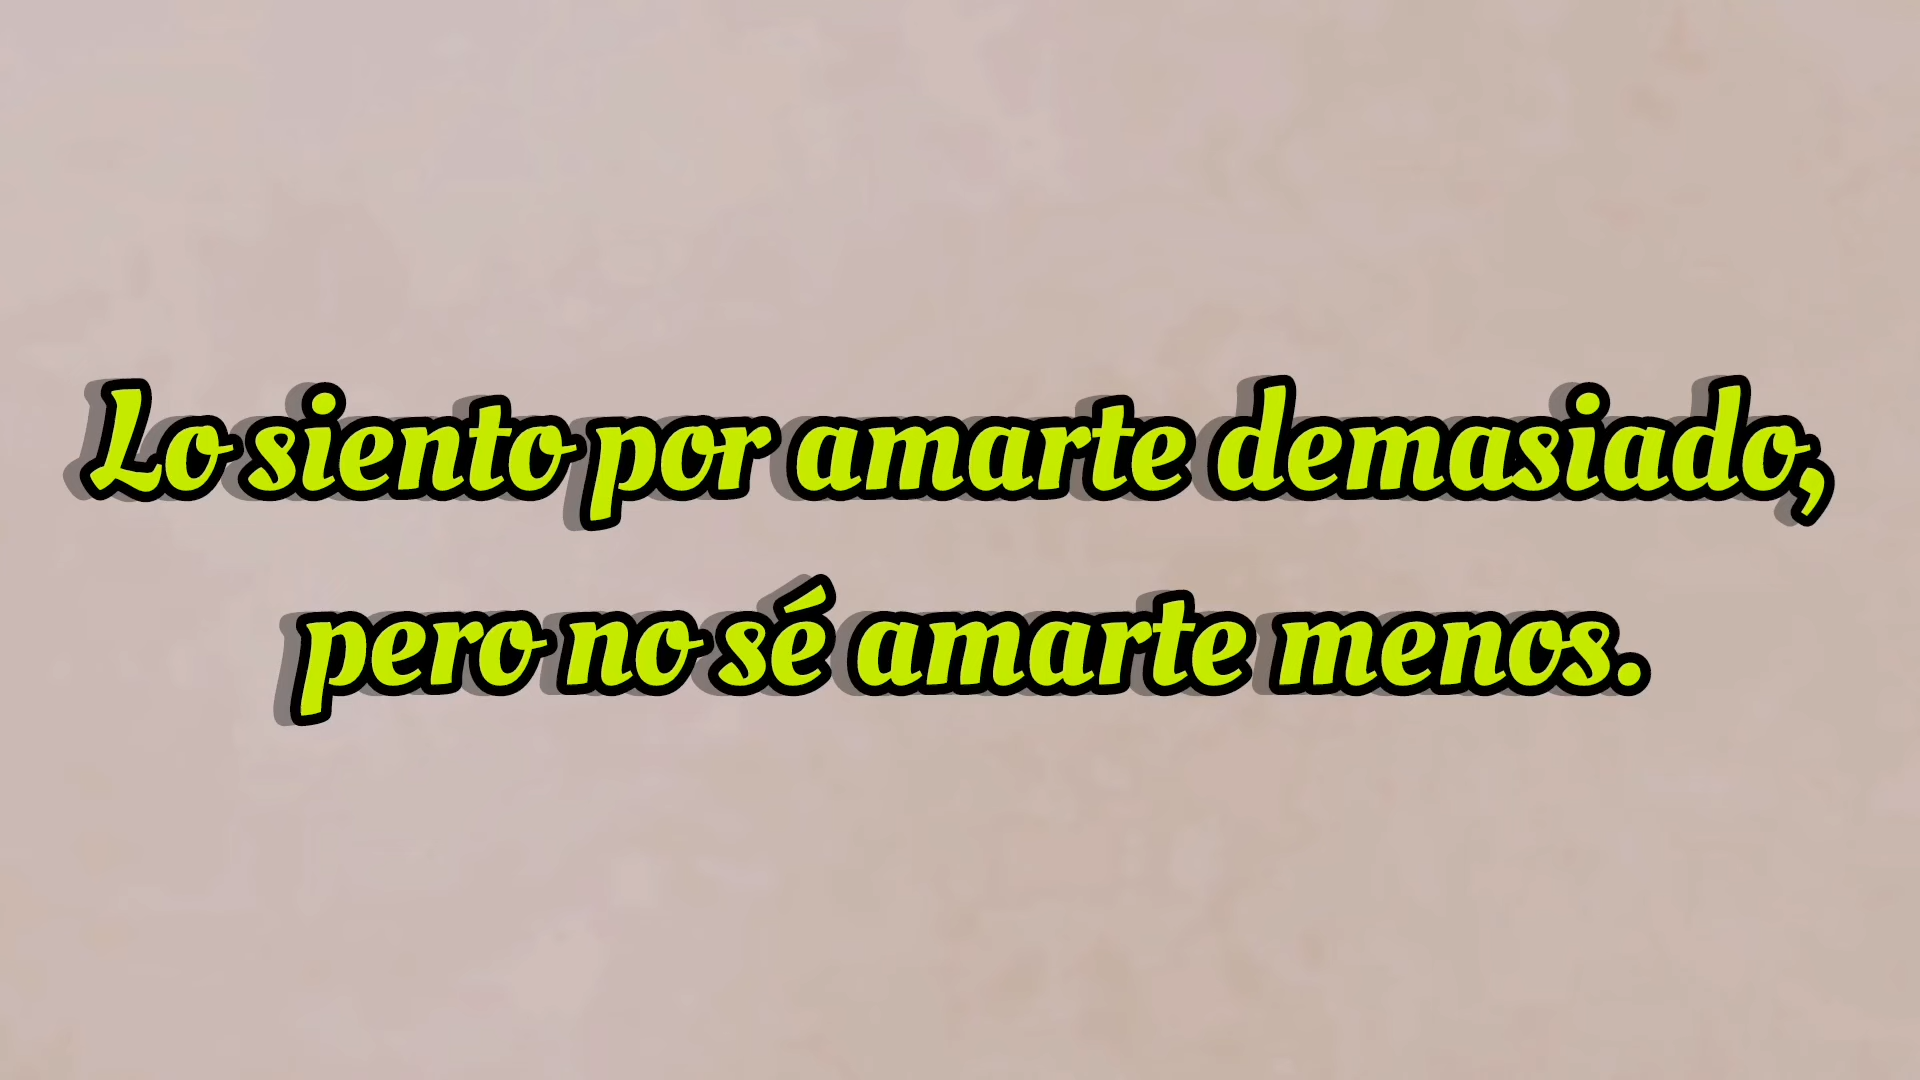 Lo siento por amarte demasiado,
pero no sé amarte menos.